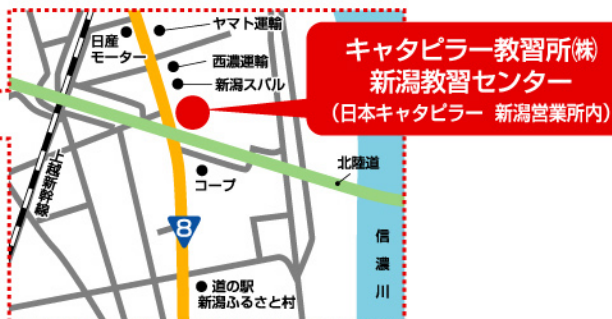 ヤマト運輸
日産
モーター
西濃運輸
新潟スバル
キャタピラー教習所㈱
新潟教習センター
(日本キャタピラー 新潟営業所内)
上越新幹線
コープ
北陸道
8
信濃川
道の駅
新潟ふるさと村